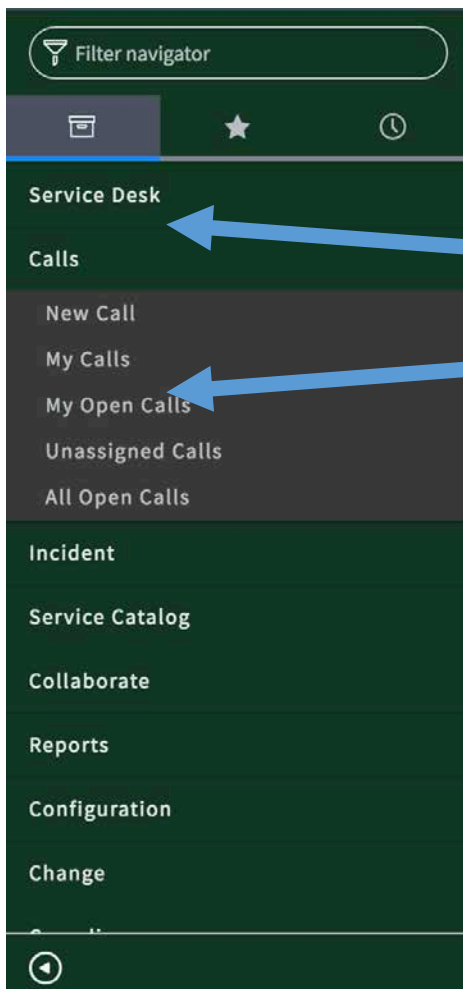 Filter navigator
Service Desk
Calls
New Call
My Calls
My Open Calls
Unassigned Calls
All Open Calls
Incident
Service Catalog
Collaborate
Reports
Configuration
Change